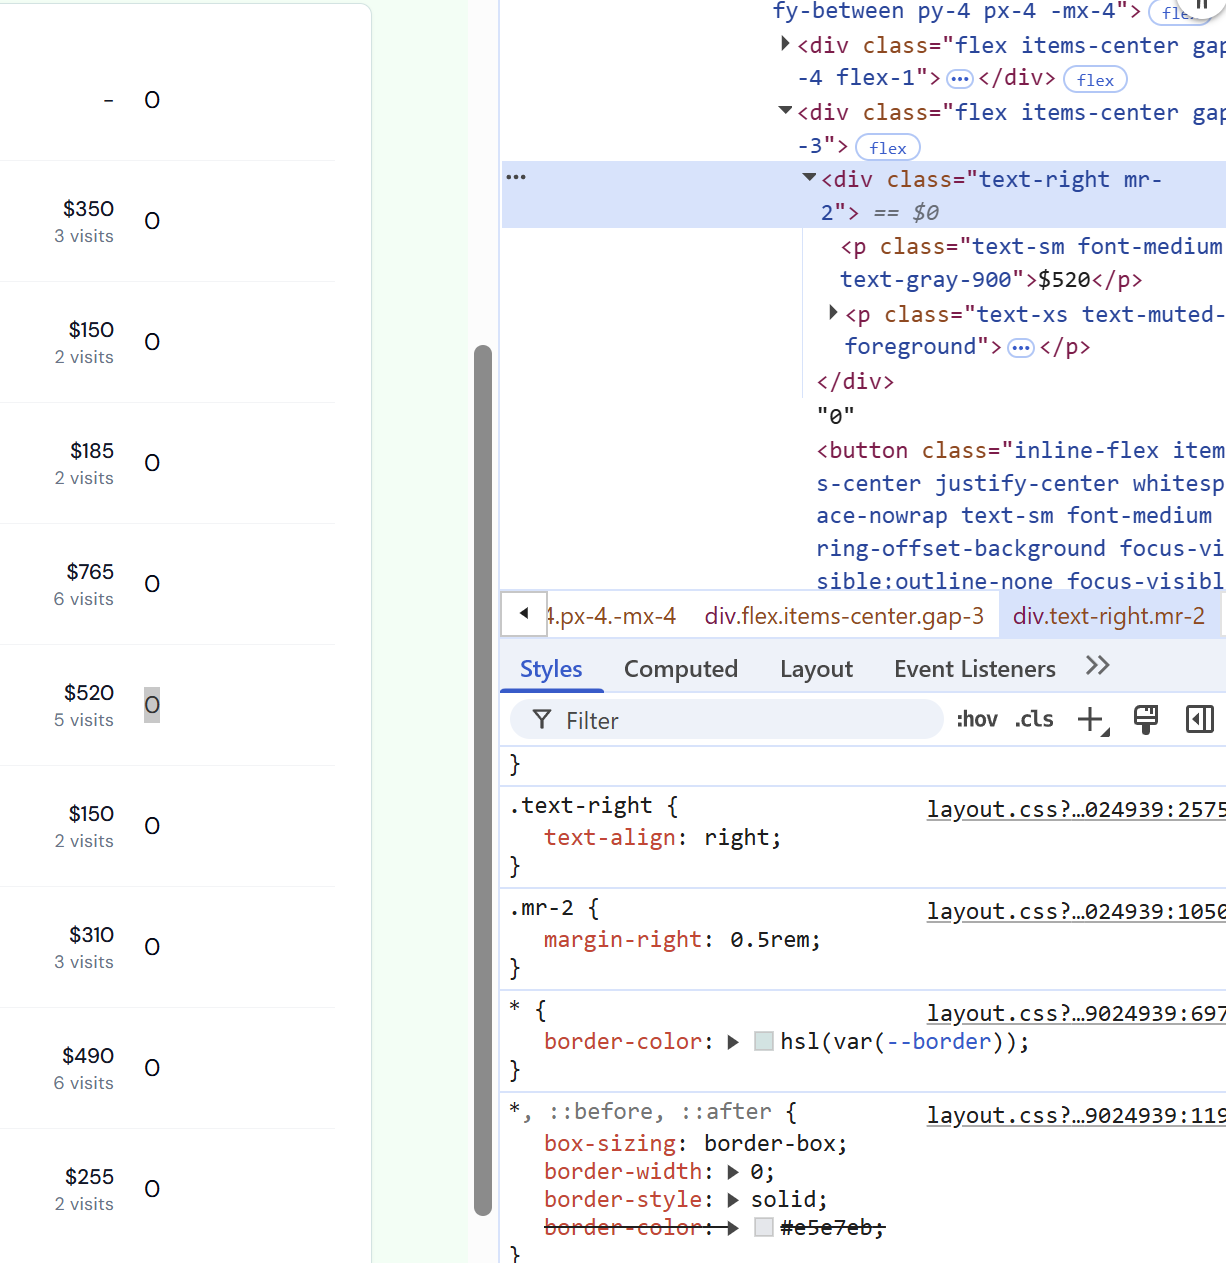 - 0
$350 0
3 visits
$150 0
2 visits
$185 0
2 visits
$765 0
6 visits
$520 0
5 visits
$150 0
2 visits
$310 0
3 visits
$490 0
6 visits
$255 0
2 visits
fy-between py-4 px-4 -mx-4"> flex
<div class="flex items-center gap
-4 flex-1"> ••• </div> flex
<div class="flex items-center gap
-3"> flex
••• <div class="text-right mr-
2"> == $0
<p class="text-sm font-medium
text-gray-900">$520</p>
<p class="text-xs text-muted-
foreground"> ••• </p>
</div>
"0"
<button class="inline-flex item
s-center justify-center whitesp
ace-nowrap text-sm font-medium
ring-offset-background focus-vi
sible:outline-none focus-visibl
4.px-4.-mx-4 div.flex.items-center.gap-3 div.text-right.mr-2
Styles Computed Layout Event Listeners
Filter :hov .cls
}
.text-right { layout.css?…024939:2575
text-align: right;
}
.mr-2 { layout.css?…024939:1050
margin-right: 0.5rem;
}
* { layout.css?…9024939:697
border-color: hsl(var(--border));
}
*, ::before, ::after { layout.css?…9024939:119
box-sizing: border-box;
border-width: 0;
border-style: solid;
border-color: #e5e7eb;
}